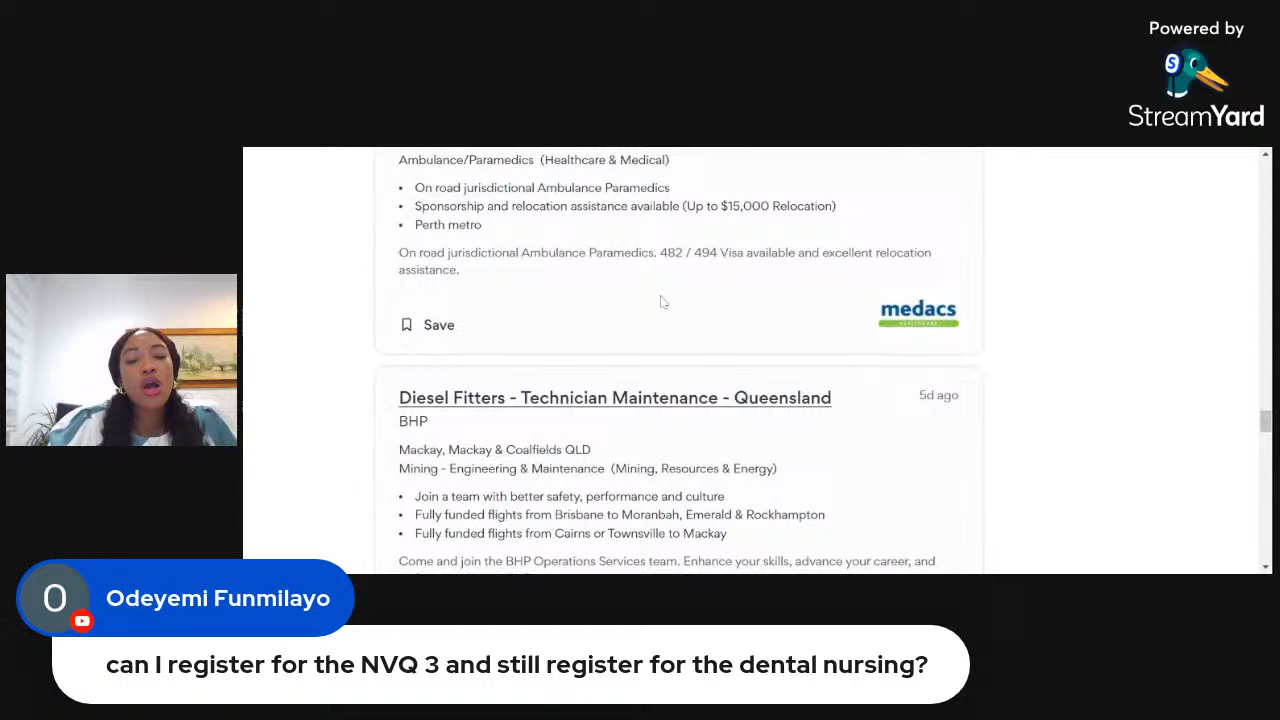 Powered by
S
StreamYard
Ambulance/Paramedics (Healthcare & Medical)
• On road jurisdictional Ambulance Paramedics
• Sponsorship and relocation assistance available (Up to $15,000 Relocation)
• Perth metro
On road jurisdictional Ambulance Paramedics. 482 / 494 Visa available and excellent relocation
assistance.
Save
medacs
HEALTHCARE
Diesel Fitters - Technician Maintenance - Queensland
5d ago
BHP
Mackay, Mackay & Coalfields QLD
Mining - Engineering & Maintenance (Mining, Resources & Energy)
• Join a team with better safety, performance and culture
• Fully funded flights from Brisbane to Moranbah, Emerald & Rockhampton
• Fully funded flights from Cairns or Townsville to Mackay
Come and join the BHP Operations Services team. Enhance your skills, advance your career, and
O
Odeyemi Funmilayo
can I register for the NVQ 3 and still register for the dental nursing?